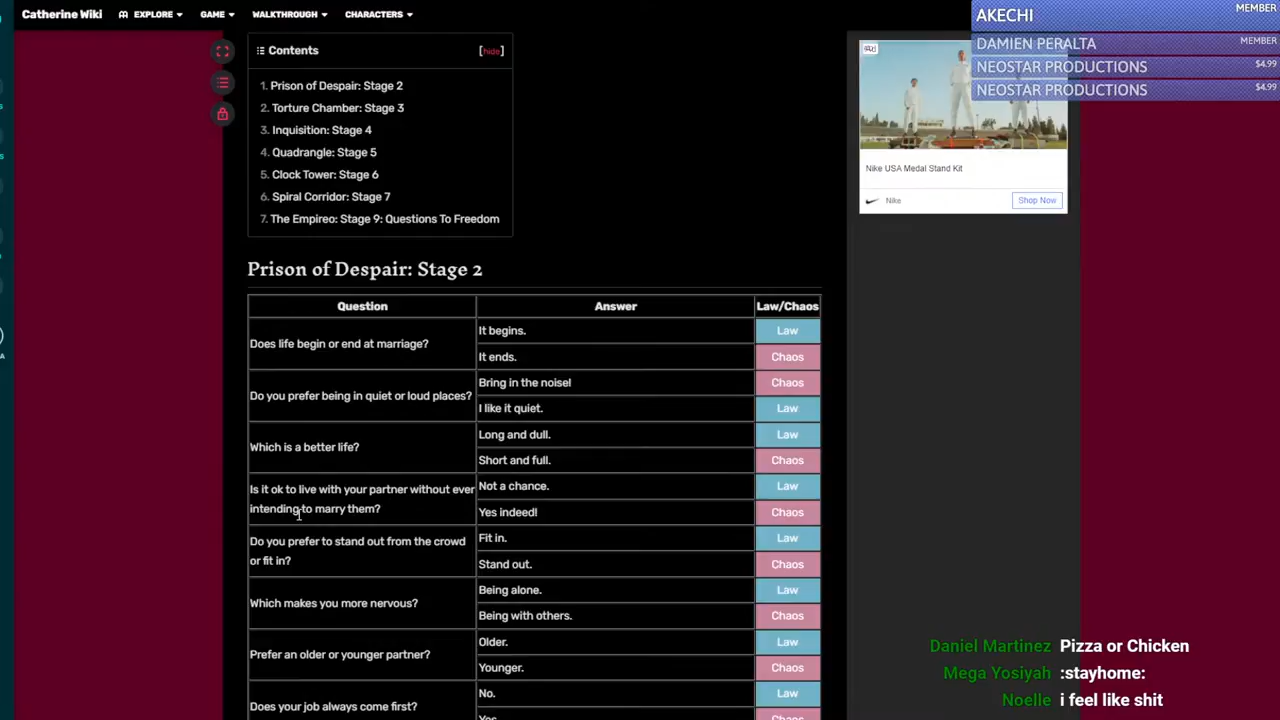 Catherine Wiki
EXPLORE
GAME
WALKTHROUGH
CHARACTERS
AKECHI
MEMBER
DAMIEN PERALTA
MEMBER
NEOSTAR PRODUCTIONS
$4.99
NEOSTAR PRODUCTIONS
$4.99
Contents
[hide]
1. Prison of Despair: Stage 2
2. Torture Chamber: Stage 3
3. Inquisition: Stage 4
4. Quadrangle: Stage 5
5. Clock Tower: Stage 6
6. Spiral Corridor: Stage 7
7. The Empireo: Stage 9: Questions To Freedom
Nike USA Medal Stand Kit
Nike
Shop Now
Prison of Despair: Stage 2
Question
Answer
Law/Chaos
Does life begin or end at marriage?
It begins.
Law
It ends.
Chaos
Do you prefer being in quiet or loud places?
Bring in the noise!
Chaos
I like it quiet.
Law
Which is a better life?
Long and dull.
Law
Short and full.
Chaos
Is it ok to live with your partner without ever
intending to marry them?
Not a chance.
Law
Yes indeed!
Chaos
Do you prefer to stand out from the crowd
or fit in?
Fit in.
Law
Stand out.
Chaos
Which makes you more nervous?
Being alone.
Law
Being with others.
Chaos
Prefer an older or younger partner?
Older.
Law
Younger.
Chaos
Does your job always come first?
No.
Law
Yes.
Chaos
Daniel Martinez Pizza or Chicken
Mega Yosiyah :stayhome:
Noelle i feel like shit